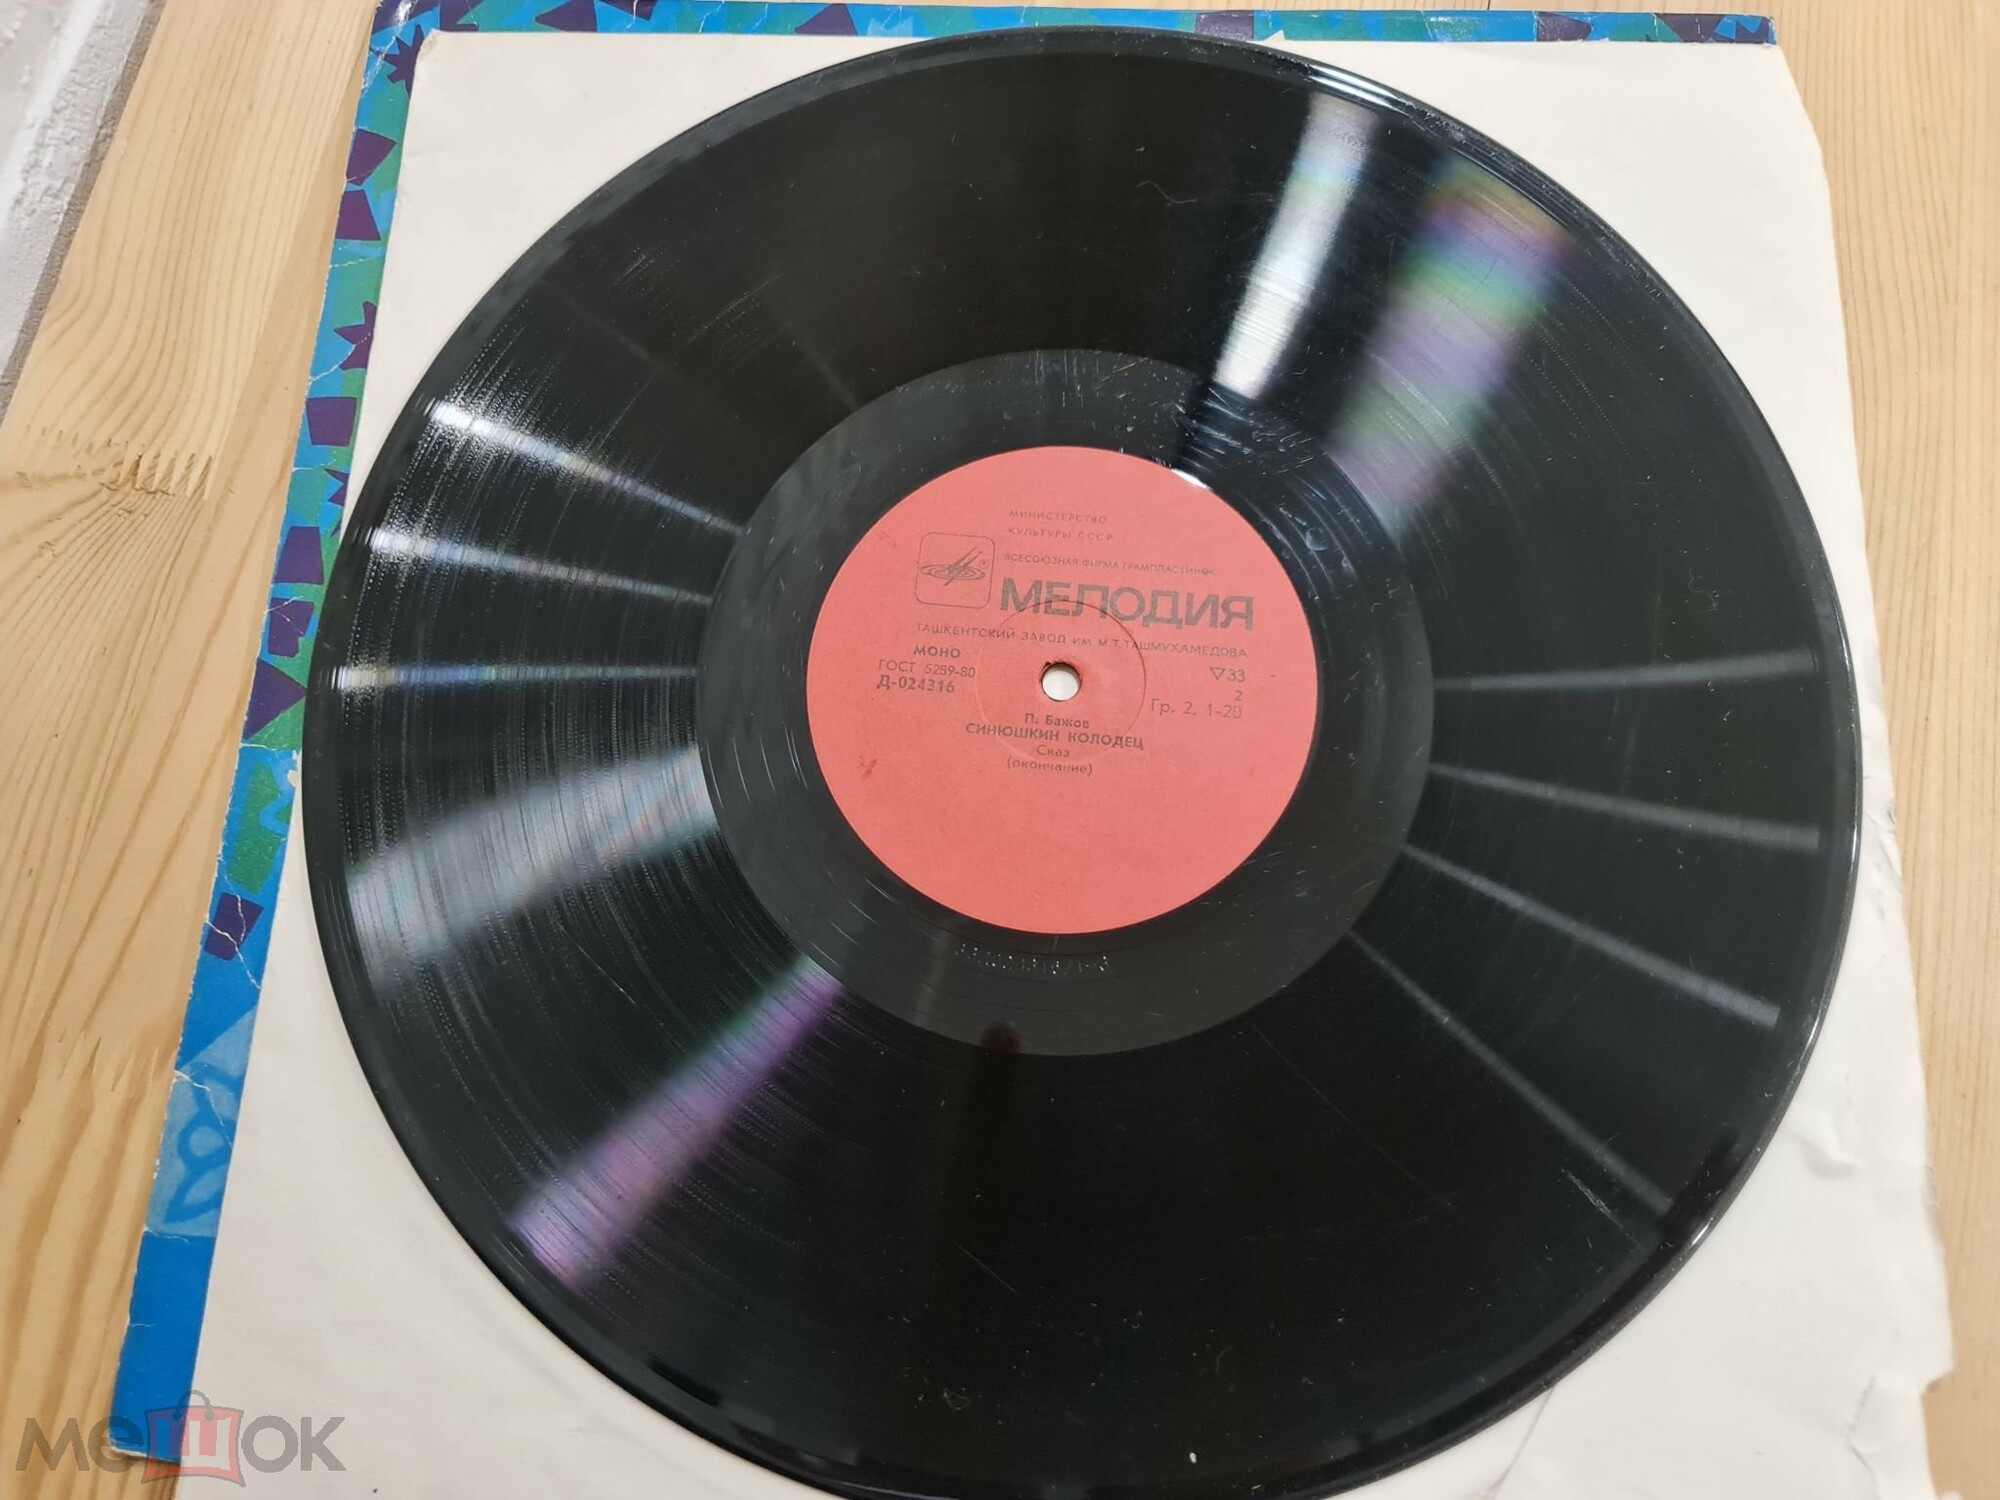 МИНИСТЕРСТВО
КУЛЬТУРЫ СССР
ВСЕСОЮЗНАЯ ФИРМА ГРАМПЛАСТИНОК
МЕЛОДИЯ
ТАШКЕНТСКИЙ ЗАВОД ИМ. М.Т. ТАШМУХАМЕДОВА
МОНО
ГОСТ 5289-80
Д-024316
▽33
2
Гр. 2, 1-20
П. Бажов
СИНЮШКИН КОЛОДЕЦ
Сказ
(окончание)
мешок